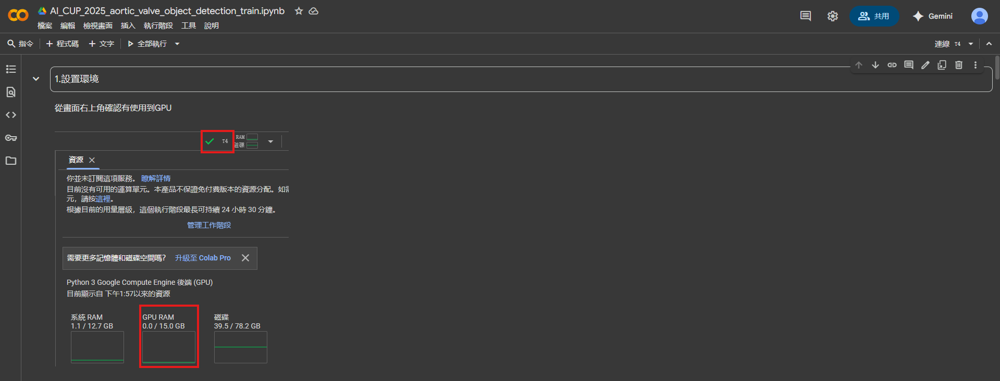 AI_CUP_2025_aortic_valve_object_detection_train.ipynb
檔案 編輯 檢視畫面 插入 執行階段 工具 說明
共用
Gemini
指令 + 程式碼 + 文字 全部執行
連線 T4
1.設置環境
從畫面右上角確認有使用到GPU
T4 RAM
磁碟
資源
你並未訂閱這項服務。 瞭解詳情
目前沒有可用的運算單元。本產品不保證免付費版本的資源分配。如需
元，請按這裡。
根據目前的用量層級，這個執行階段最長可持續 24 小時 30 分鐘。
管理工作階段
需要更多記憶體和磁碟空間嗎? 升級至 Colab Pro
Python 3 Google Compute Engine 後端 (GPU)
目前顯示自 下午1:57以來的資源
系統 RAM
1.1 / 12.7 GB
GPU RAM
0.0 / 15.0 GB
磁碟
39.5 / 78.2 GB